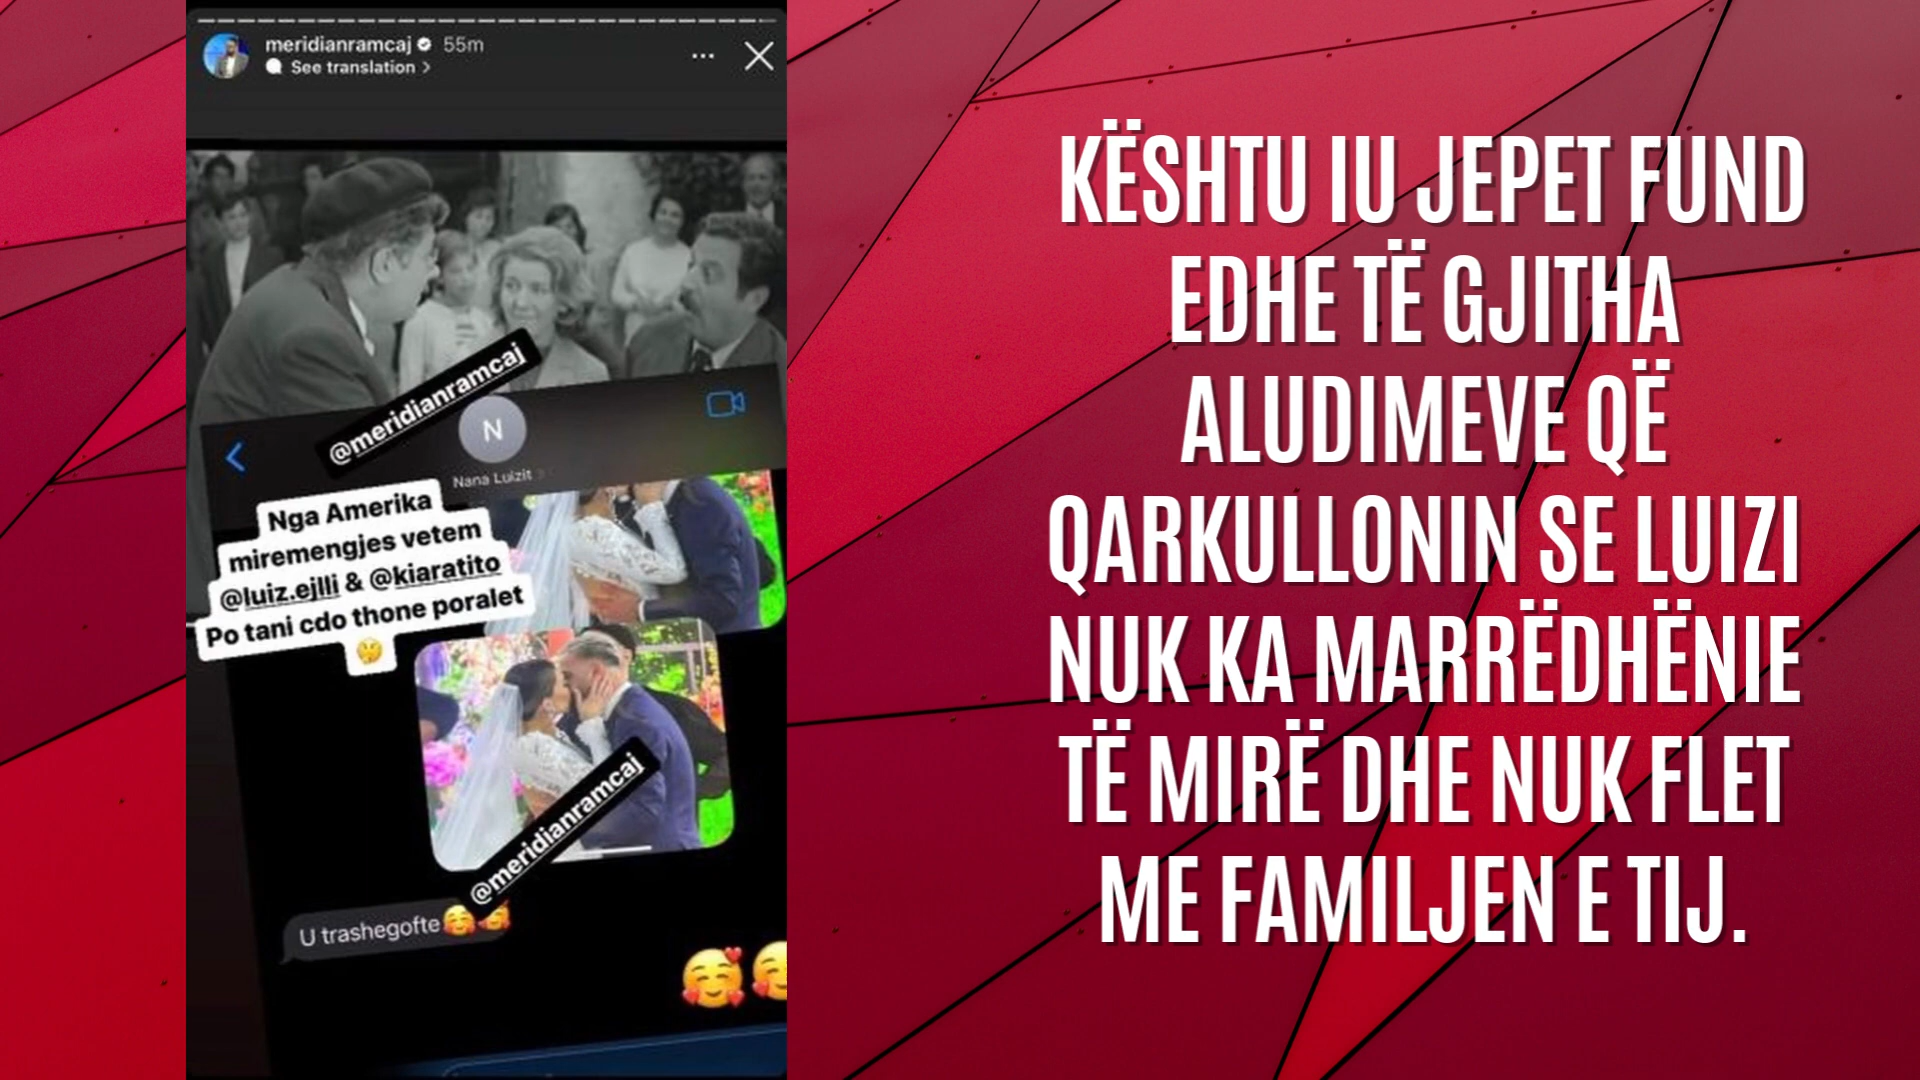 meridianramcaj 55m
See translation >
@meridianramcaj
N
Nana Luizit >
Nga Amerika
miremengjes vetem
@luiz.ejlli & @kiaratito
Po tani cdo thone poralet
@meridianramcaj
U trashegofte
KËSHTU IU JEPET FUND
EDHE TË GJITHA
ALUDIMEVE QË
QARKULLONIN SE LUIZI
NUK KA MARRËDHËNIE
TË MIRË DHE NUK FLET
ME FAMILJEN E TIJ.